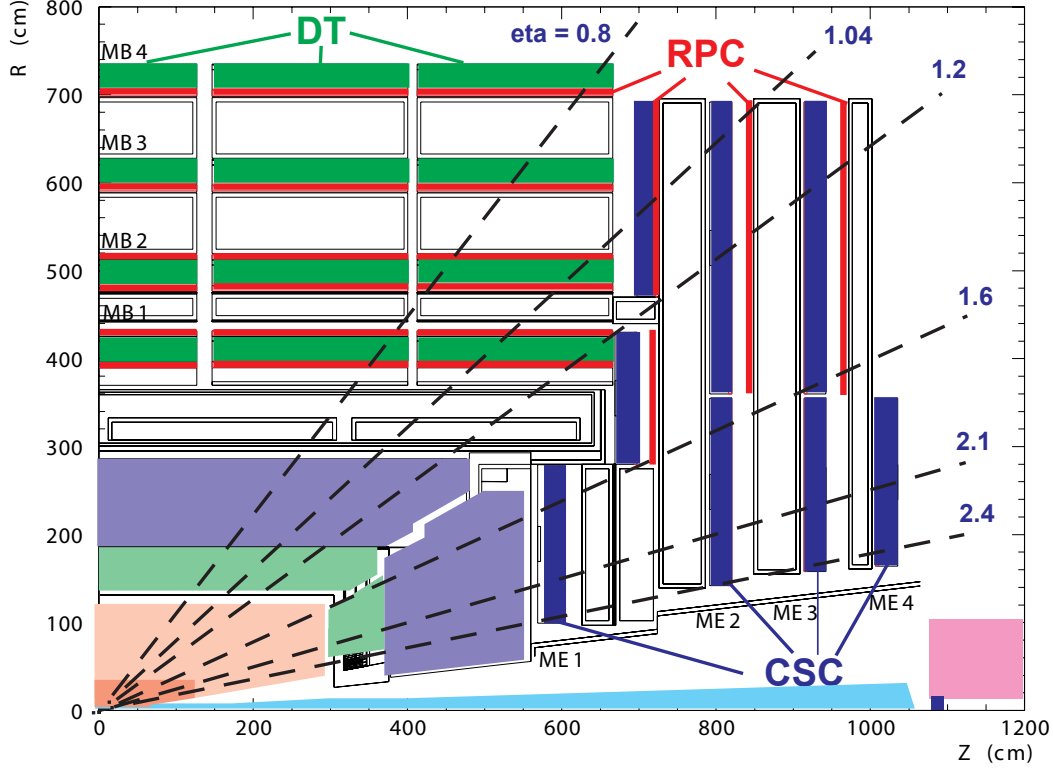 R (cm)
800
700
600
500
400
300
200
100
0
MB 4
MB 3
MB 2
MB 1
DT
eta = 0.8
1.04
1.2
RPC
1.6
2.1
2.4
ME 1
ME 2
ME 3
ME 4
CSC
0 200 400 600 800 1000 1200
Z (cm)